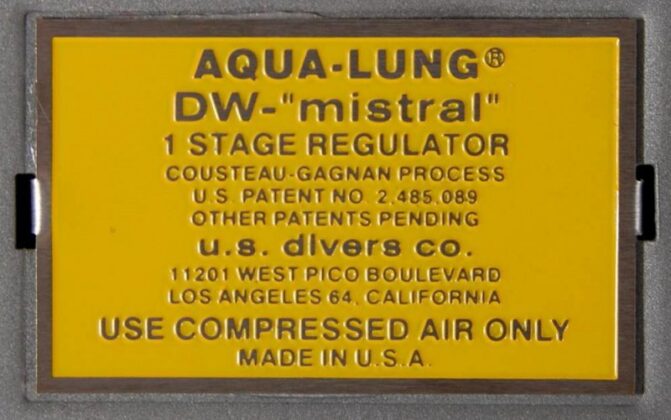 AQUA-LUNG®
DW-"mistral"
1 STAGE REGULATOR
COUSTEAU-GAGNAN PROCESS
U.S. PATENT NO. 2,485,089
OTHER PATENTS PENDING
u.s. divers co.
11201 WEST PICO BOULEVARD
LOS ANGELES 64, CALIFORNIA
USE COMPRESSED AIR ONLY
MADE IN U.S.A.